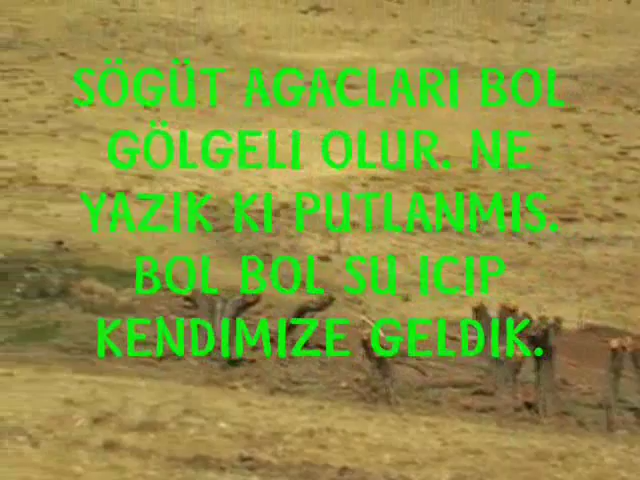 SÖGÜT AGACLARI BOL
GÖLGELI OLUR. NE
YAZIK KI PUTLANMIS.
BOL BOL SU ICIP
KENDIMIZE GELDIK.